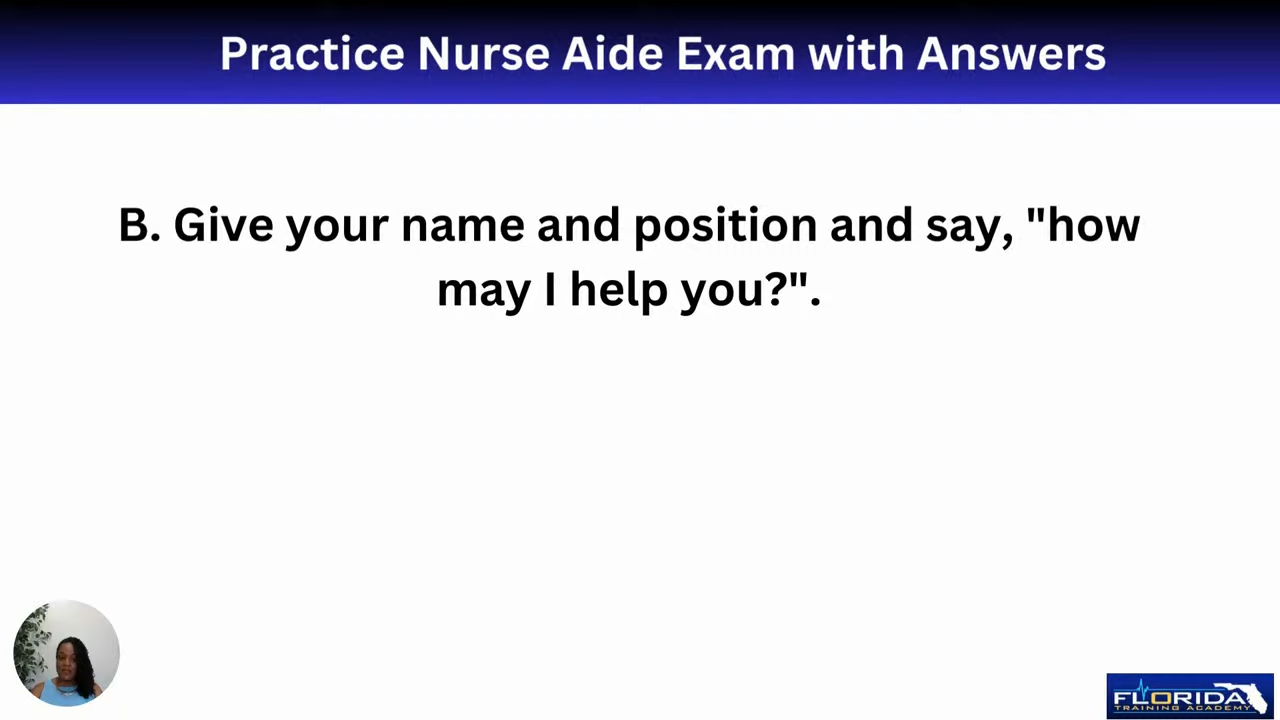 Practice Nurse Aide Exam with Answers
B. Give your name and position and say, "how
may I help you?".
FLORIDA
TRAINING ACADEMY